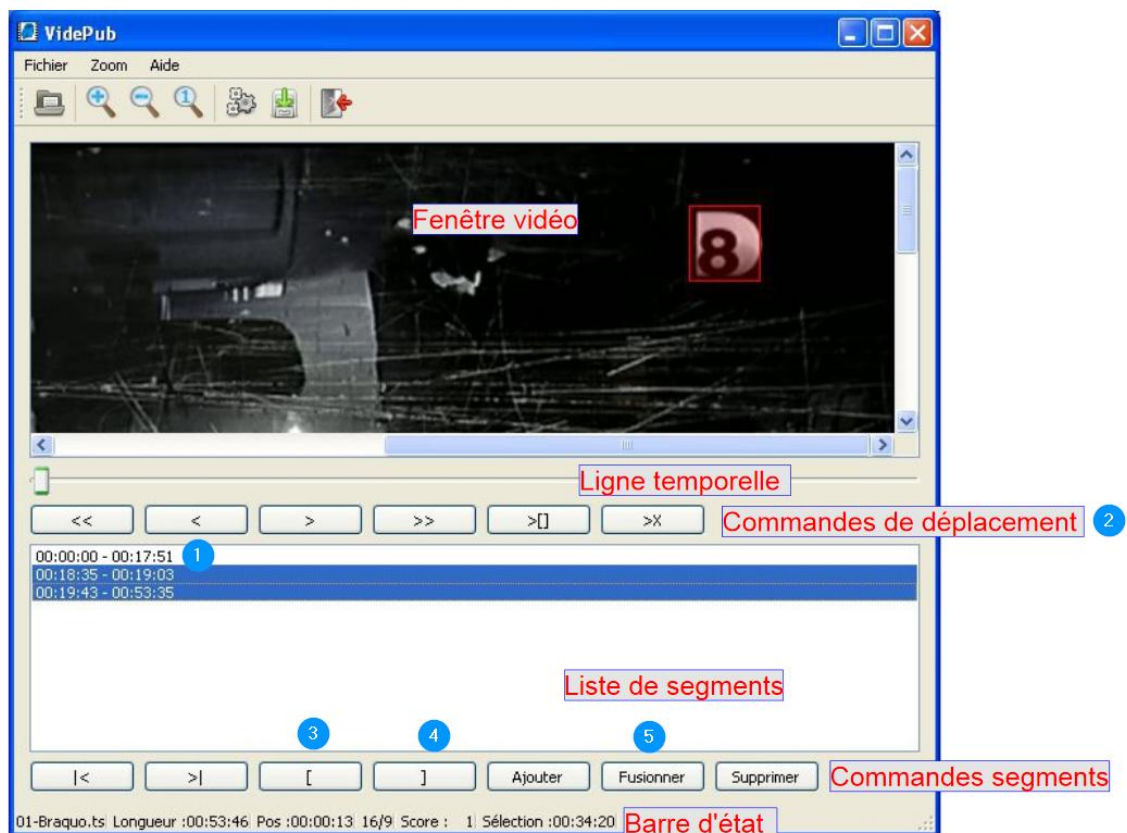 VidePub
Fichier Zoom Aide
1
Fenêtre vidéo
8
Ligne temporelle
<< < > >> >[] >X Commandes de déplacement 2
00:00:00 - 00:17:51 1
00:18:35 - 00:19:03
00:19:43 - 00:53:35
Liste de segments
3 4 5
|< >| [ ] Ajouter Fusionner Supprimer Commandes segments
01-Braquo.ts Longueur :00:53:46 Pos :00:00:13 16/9 Score : 1 Sélection :00:34:20 Barre d'état